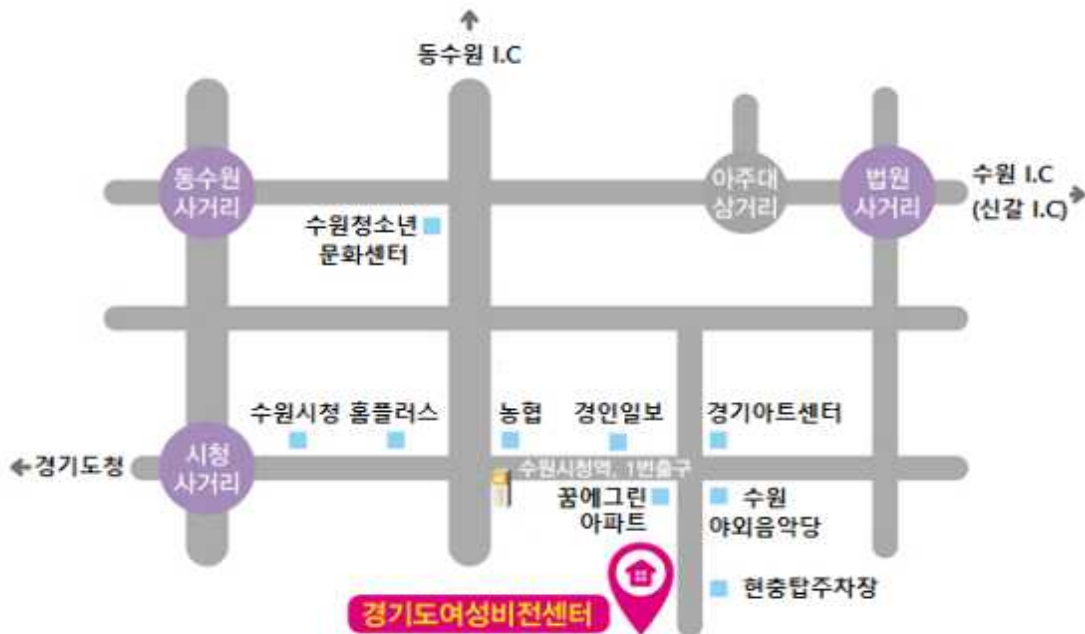 동수원 I.C
동수원
사거리
아주대
삼거리
법원
사거리
수원 I.C
(신갈 I.C)
수원청소년
문화센터
수원시청 홈플러스
농협
경인일보
경기아트센터
경기도청
시청
사거리
수원시청역, 1번출구
꿈에그린
아파트
수원
야외음악당
현충탑주차장
경기도여성비전센터